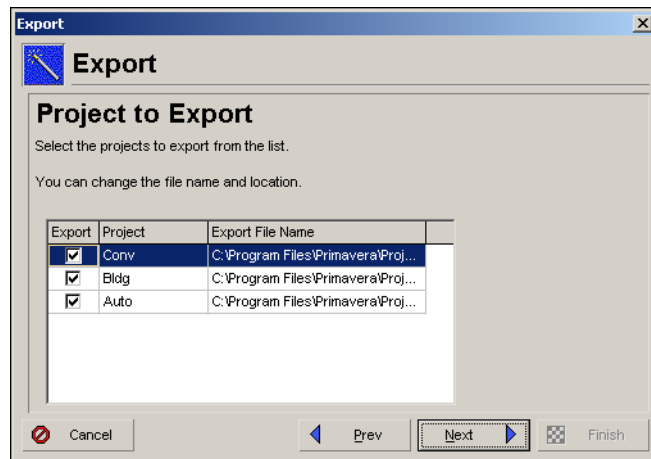 Export
Export
Project to Export
Select the projects to export from the list.
You can change the file name and location.
Export Project Export File Name
Conv C:\Program Files\Primavera\Proj...
Bldg C:\Program Files\Primavera\Proj...
Auto C:\Program Files\Primavera\Proj...
Cancel Prev Next Finish